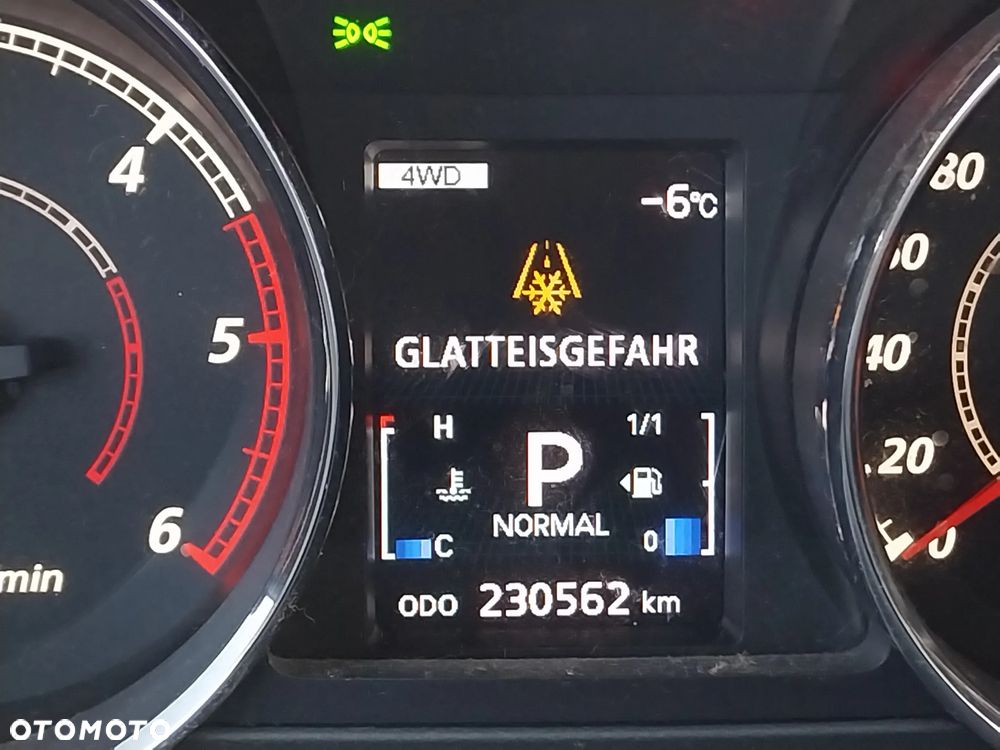 4WD
-6°C
GLATTEISGEFAHR
H
1/1
P
NORMAL
C
0
ODO 230562 km
4
5
6
min
80
60
40
20
0
OTOMOTO